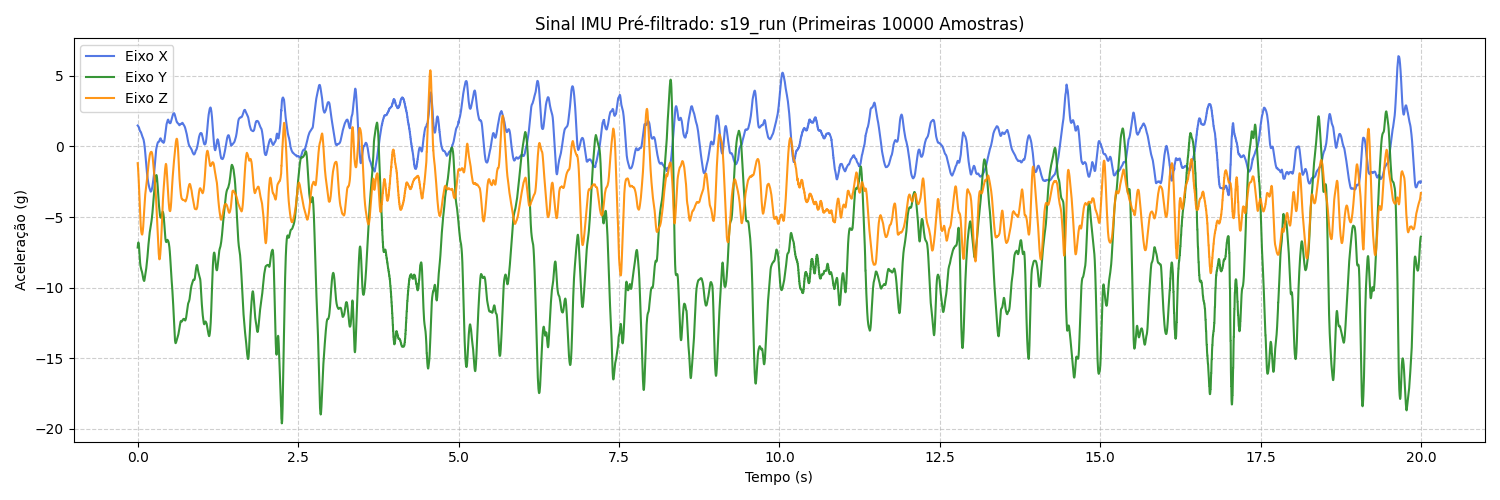 Sinal IMU Pré-filtrado: s19_run (Primeiras 10000 Amostras)
Eixo X
Eixo Y
Eixo Z
Aceleração (g)
5
0
−5
−10
−15
−20
0.0 2.5 5.0 7.5 10.0 12.5 15.0 17.5 20.0
Tempo (s)